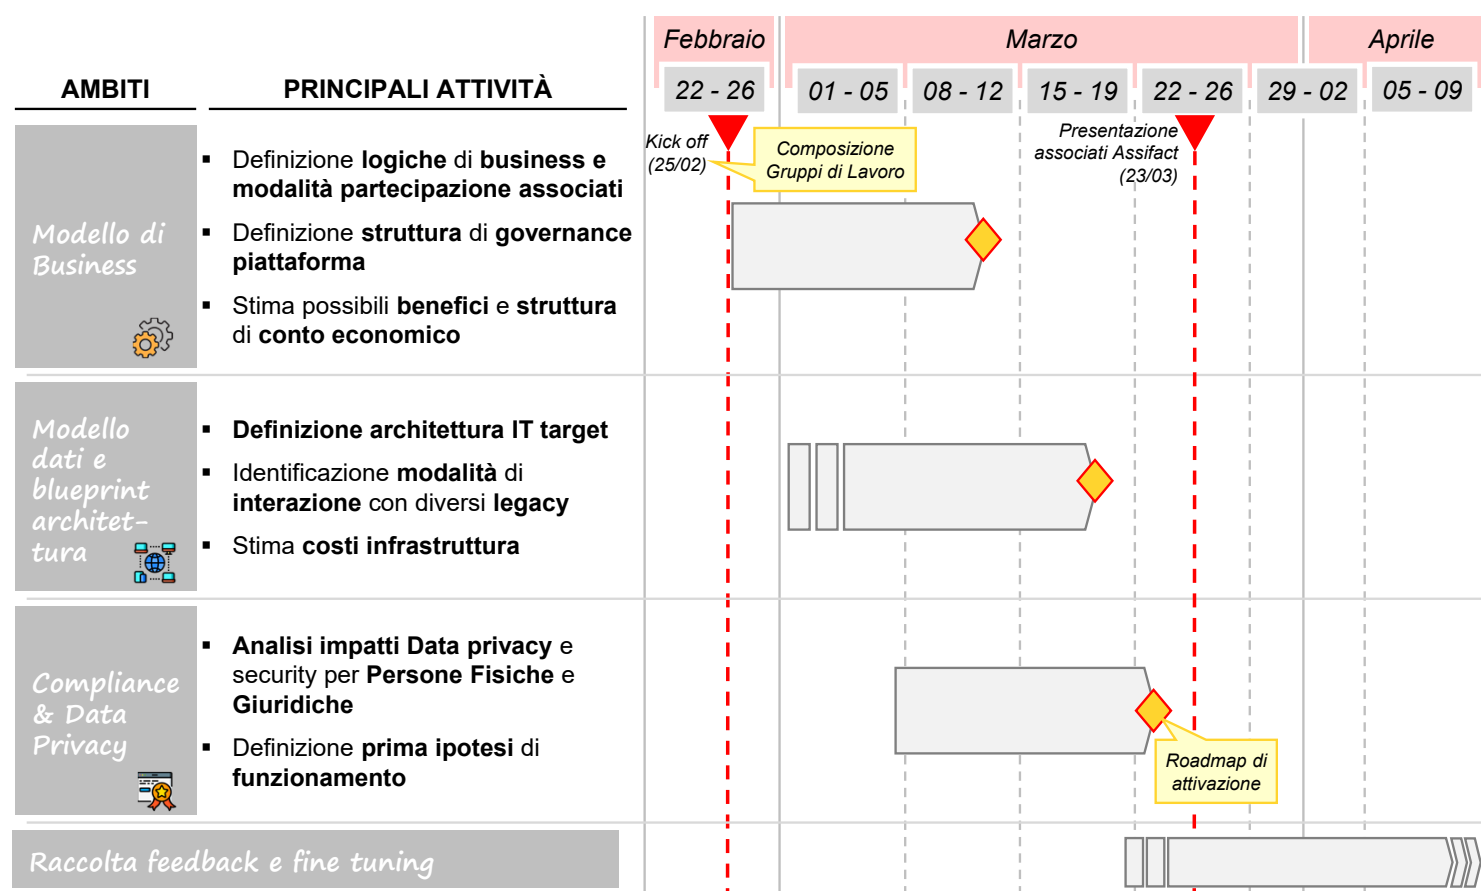 Febbraio
Marzo
Aprile
AMBITI
PRINCIPALI ATTIVITÀ
22 - 26
01 - 05
08 - 12
15 - 19
22 - 26
29 - 02
05 - 09
Kick off
(25/02)
Composizione
Gruppi di Lavoro
Presentazione
associati Assifact
(23/03)
Modello di
Business
▪ Definizione logiche di business e
modalità partecipazione associati
▪ Definizione struttura di governance
piattaforma
▪ Stima possibili benefici e struttura
di conto economico
Modello
dati e
blueprint
architet-
tura
▪ Definizione architettura IT target
▪ Identificazione modalità di
interazione con diversi legacy
▪ Stima costi infrastruttura
Compliance
& Data
Privacy
▪ Analisi impatti Data privacy e
security per Persone Fisiche e
Giuridiche
▪ Definizione prima ipotesi di
funzionamento
Roadmap di
attivazione
Raccolta feedback e fine tuning